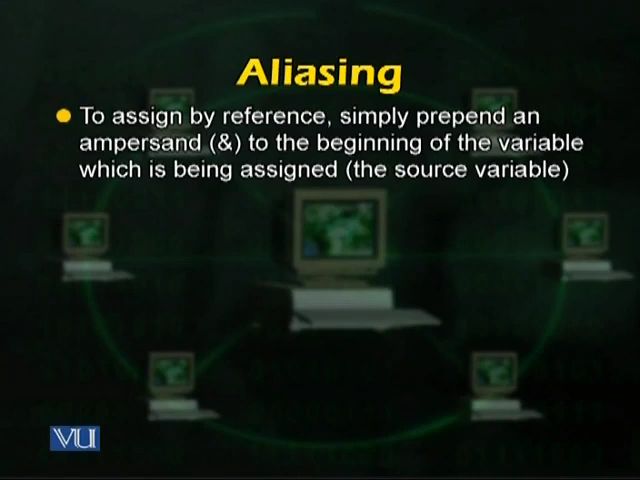 Aliasing
To assign by reference, simply prepend an
ampersand (&) to the beginning of the variable
which is being assigned (the source variable)
VU